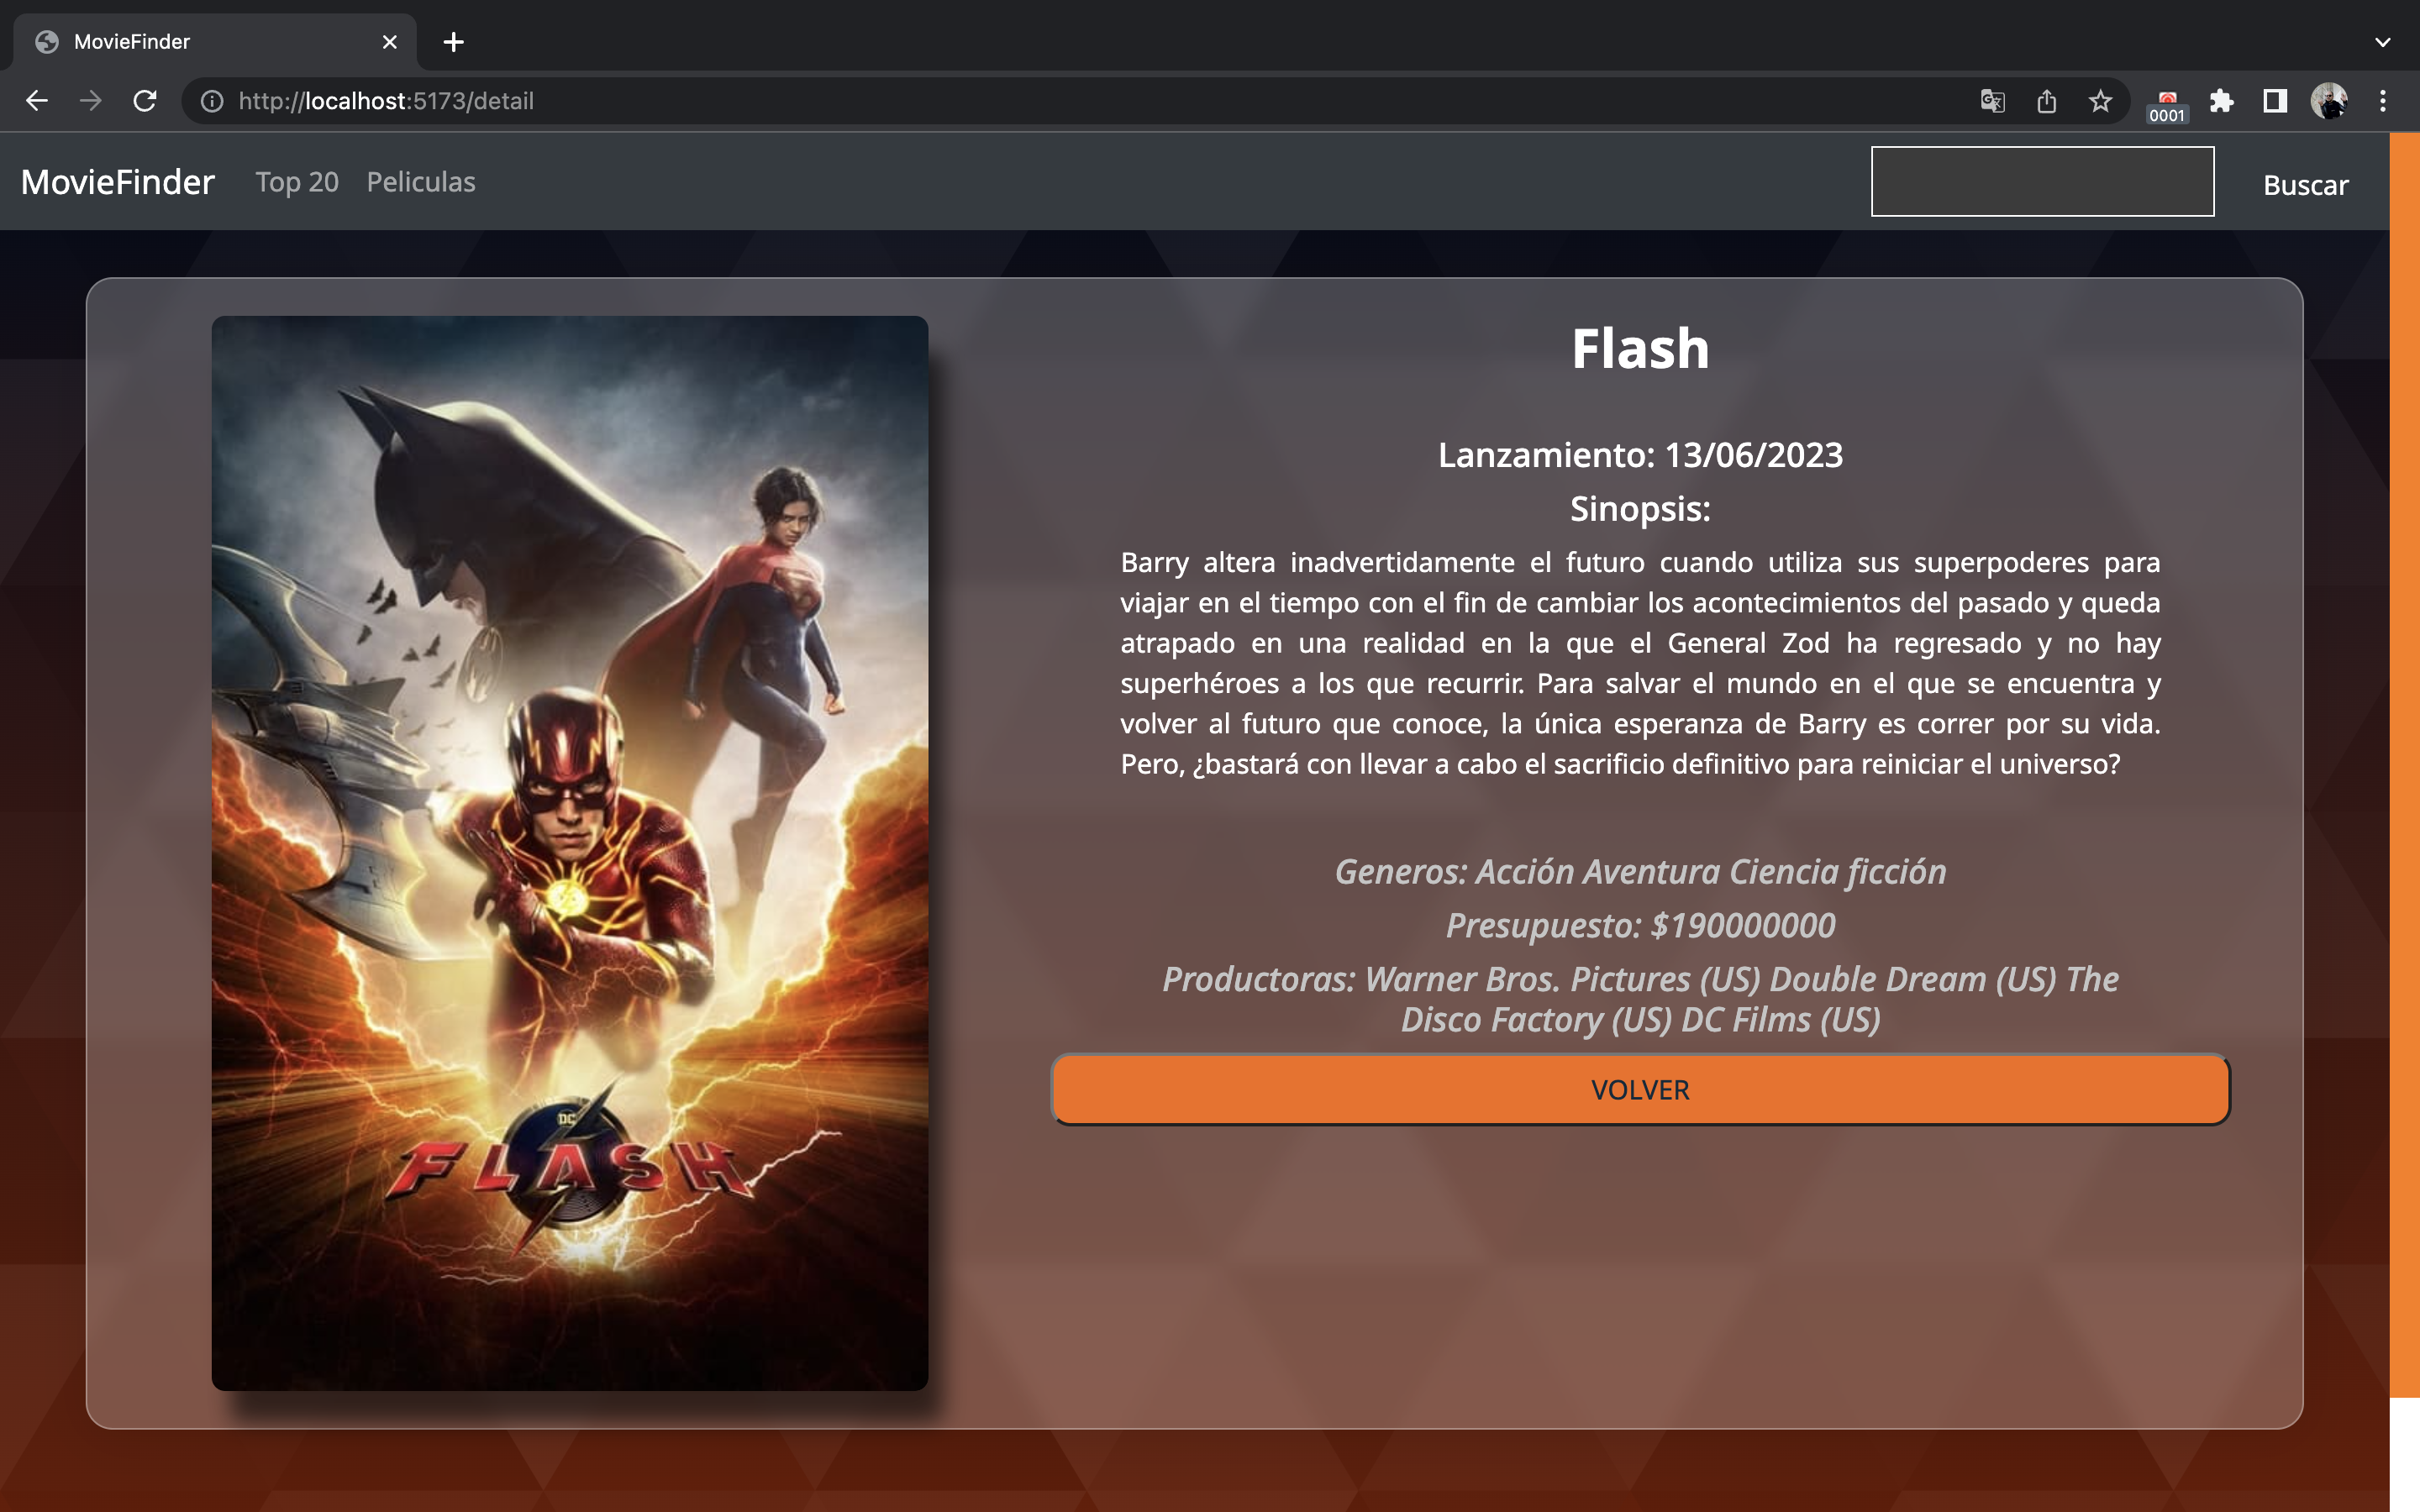 MovieFinder
http://localhost:5173/detail
0001
MovieFinder Top 20 Peliculas Buscar
Flash
Lanzamiento: 13/06/2023
Sinopsis:
Barry altera inadvertidamente el futuro cuando utiliza sus superpoderes para
viajar en el tiempo con el fin de cambiar los acontecimientos del pasado y queda
atrapado en una realidad en la que el General Zod ha regresado y no hay
superhéroes a los que recurrir. Para salvar el mundo en el que se encuentra y
volver al futuro que conoce, la única esperanza de Barry es correr por su vida.
Pero, ¿bastará con llevar a cabo el sacrificio definitivo para reiniciar el universo?
Generos: Acción Aventura Ciencia ficción
Presupuesto: $190000000
Productoras: Warner Bros. Pictures (US) Double Dream (US) The
Disco Factory (US) DC Films (US)
VOLVER
DC
FLASH